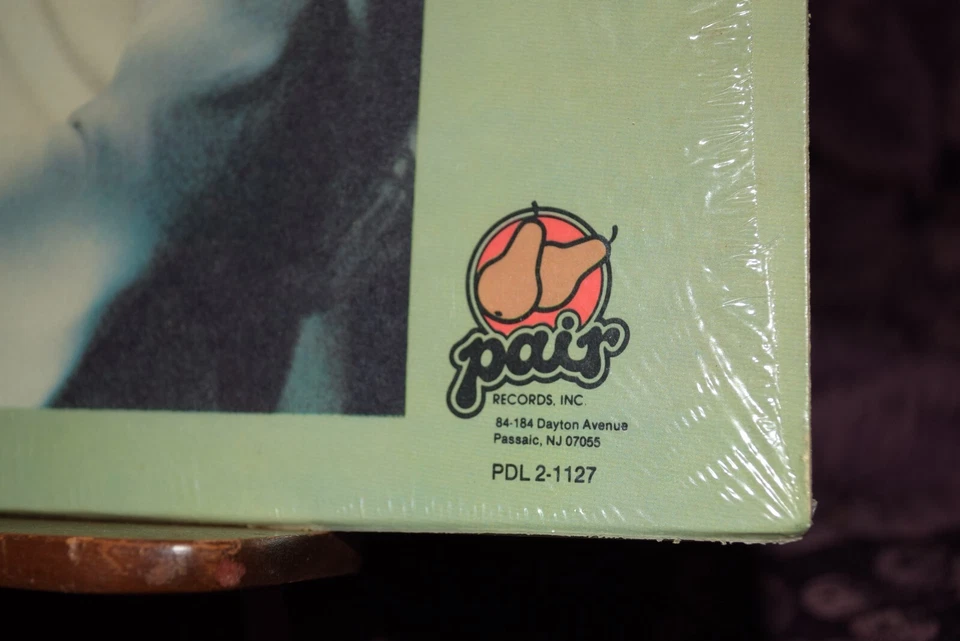 pair
RECORDS, INC.
84-184 Dayton Avenue
Passaic, NJ 07055
PDL 2-1127